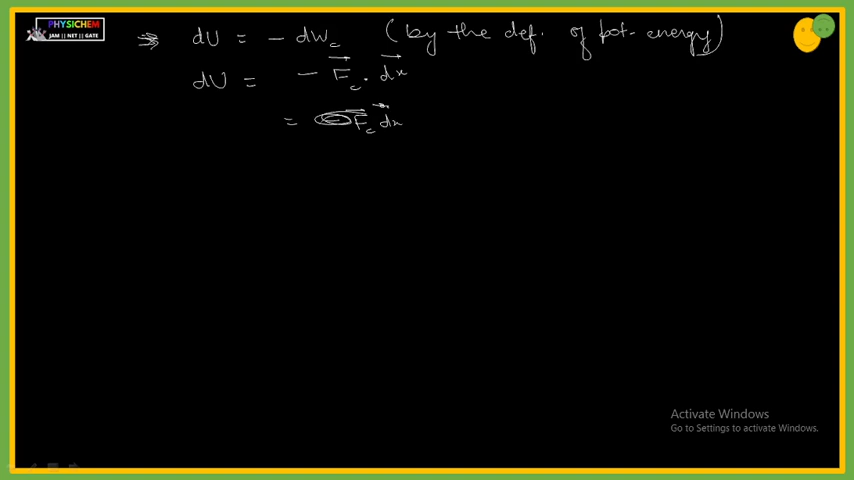 PHYSICHEM
JAM || NET || GATE
⇒ dU = - dW_c (by the def. of pot. energy)
dU = - F_c · dx
= F_c dx
Activate Windows
Go to Settings to activate Windows.